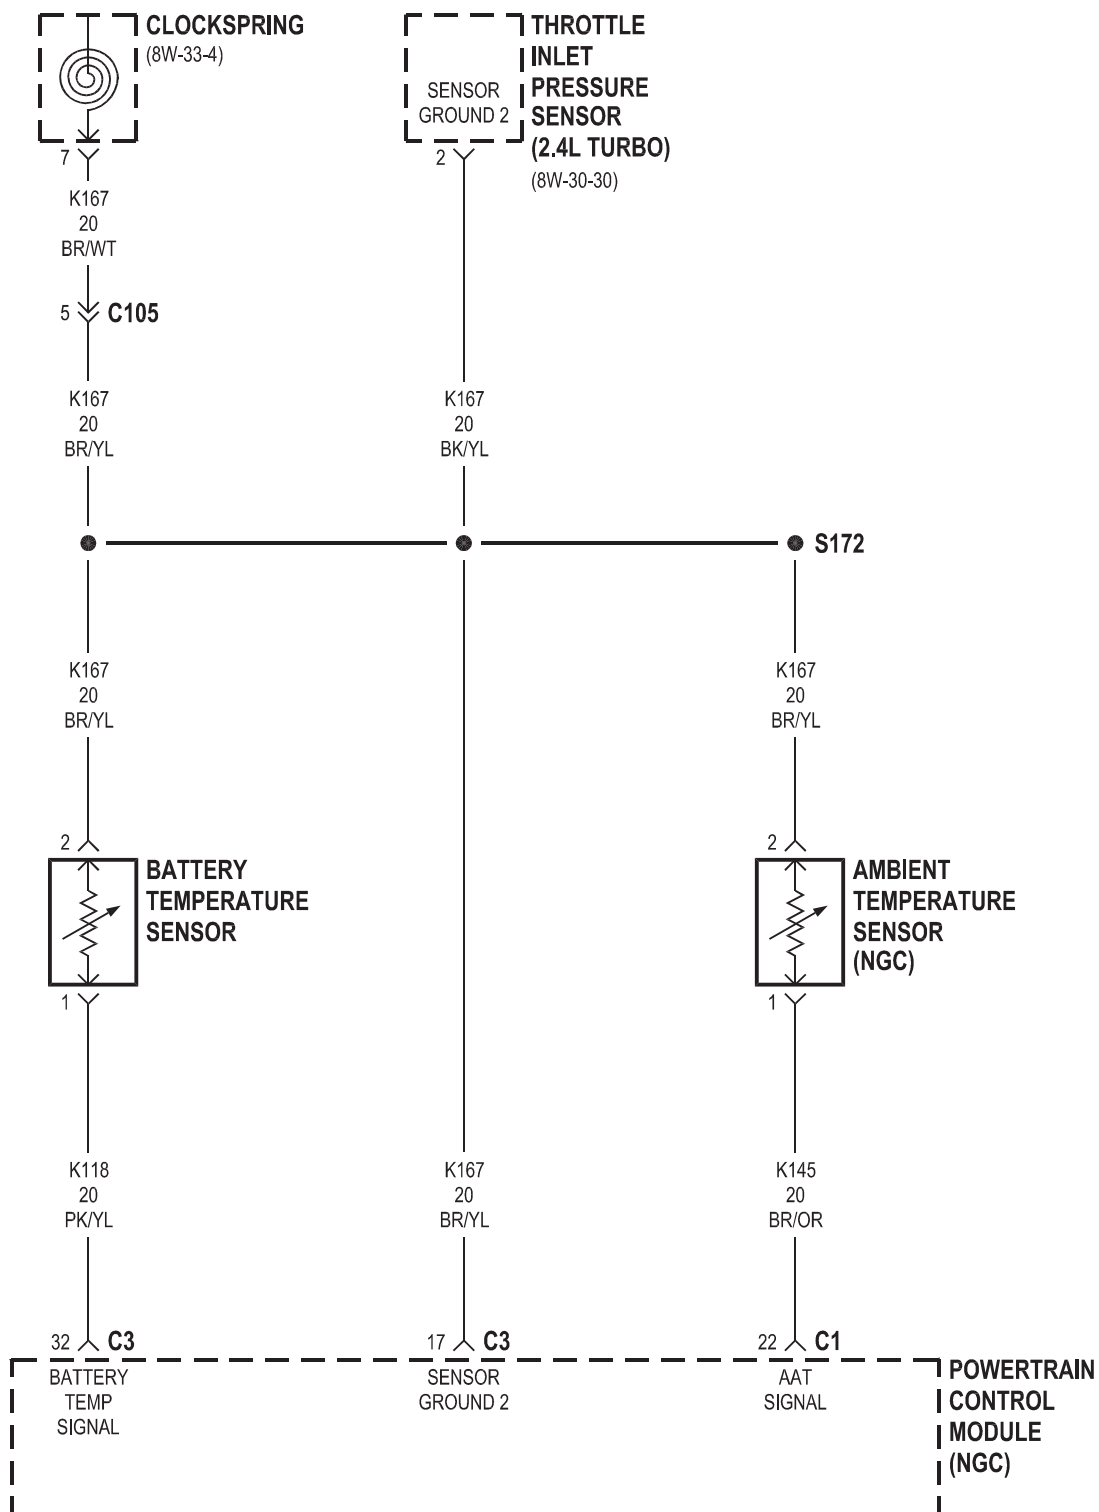 CLOCKSPRING
(8W-33-4)
THROTTLE
INLET
PRESSURE
SENSOR
(2.4L TURBO)
(8W-30-30)
SENSOR
GROUND 2
7
2
K167
20
BR/WT
5
C105
K167
20
BR/YL
K167
20
BK/YL
S172
K167
20
BR/YL
K167
20
BR/YL
2
BATTERY
TEMPERATURE
SENSOR
1
2
AMBIENT
TEMPERATURE
SENSOR
(NGC)
1
K118
20
PK/YL
K167
20
BR/YL
K145
20
BR/OR
32 C3
17 C3
22 C1
BATTERY
TEMP
SIGNAL
SENSOR
GROUND 2
AAT
SIGNAL
POWERTRAIN
CONTROL
MODULE
(NGC)